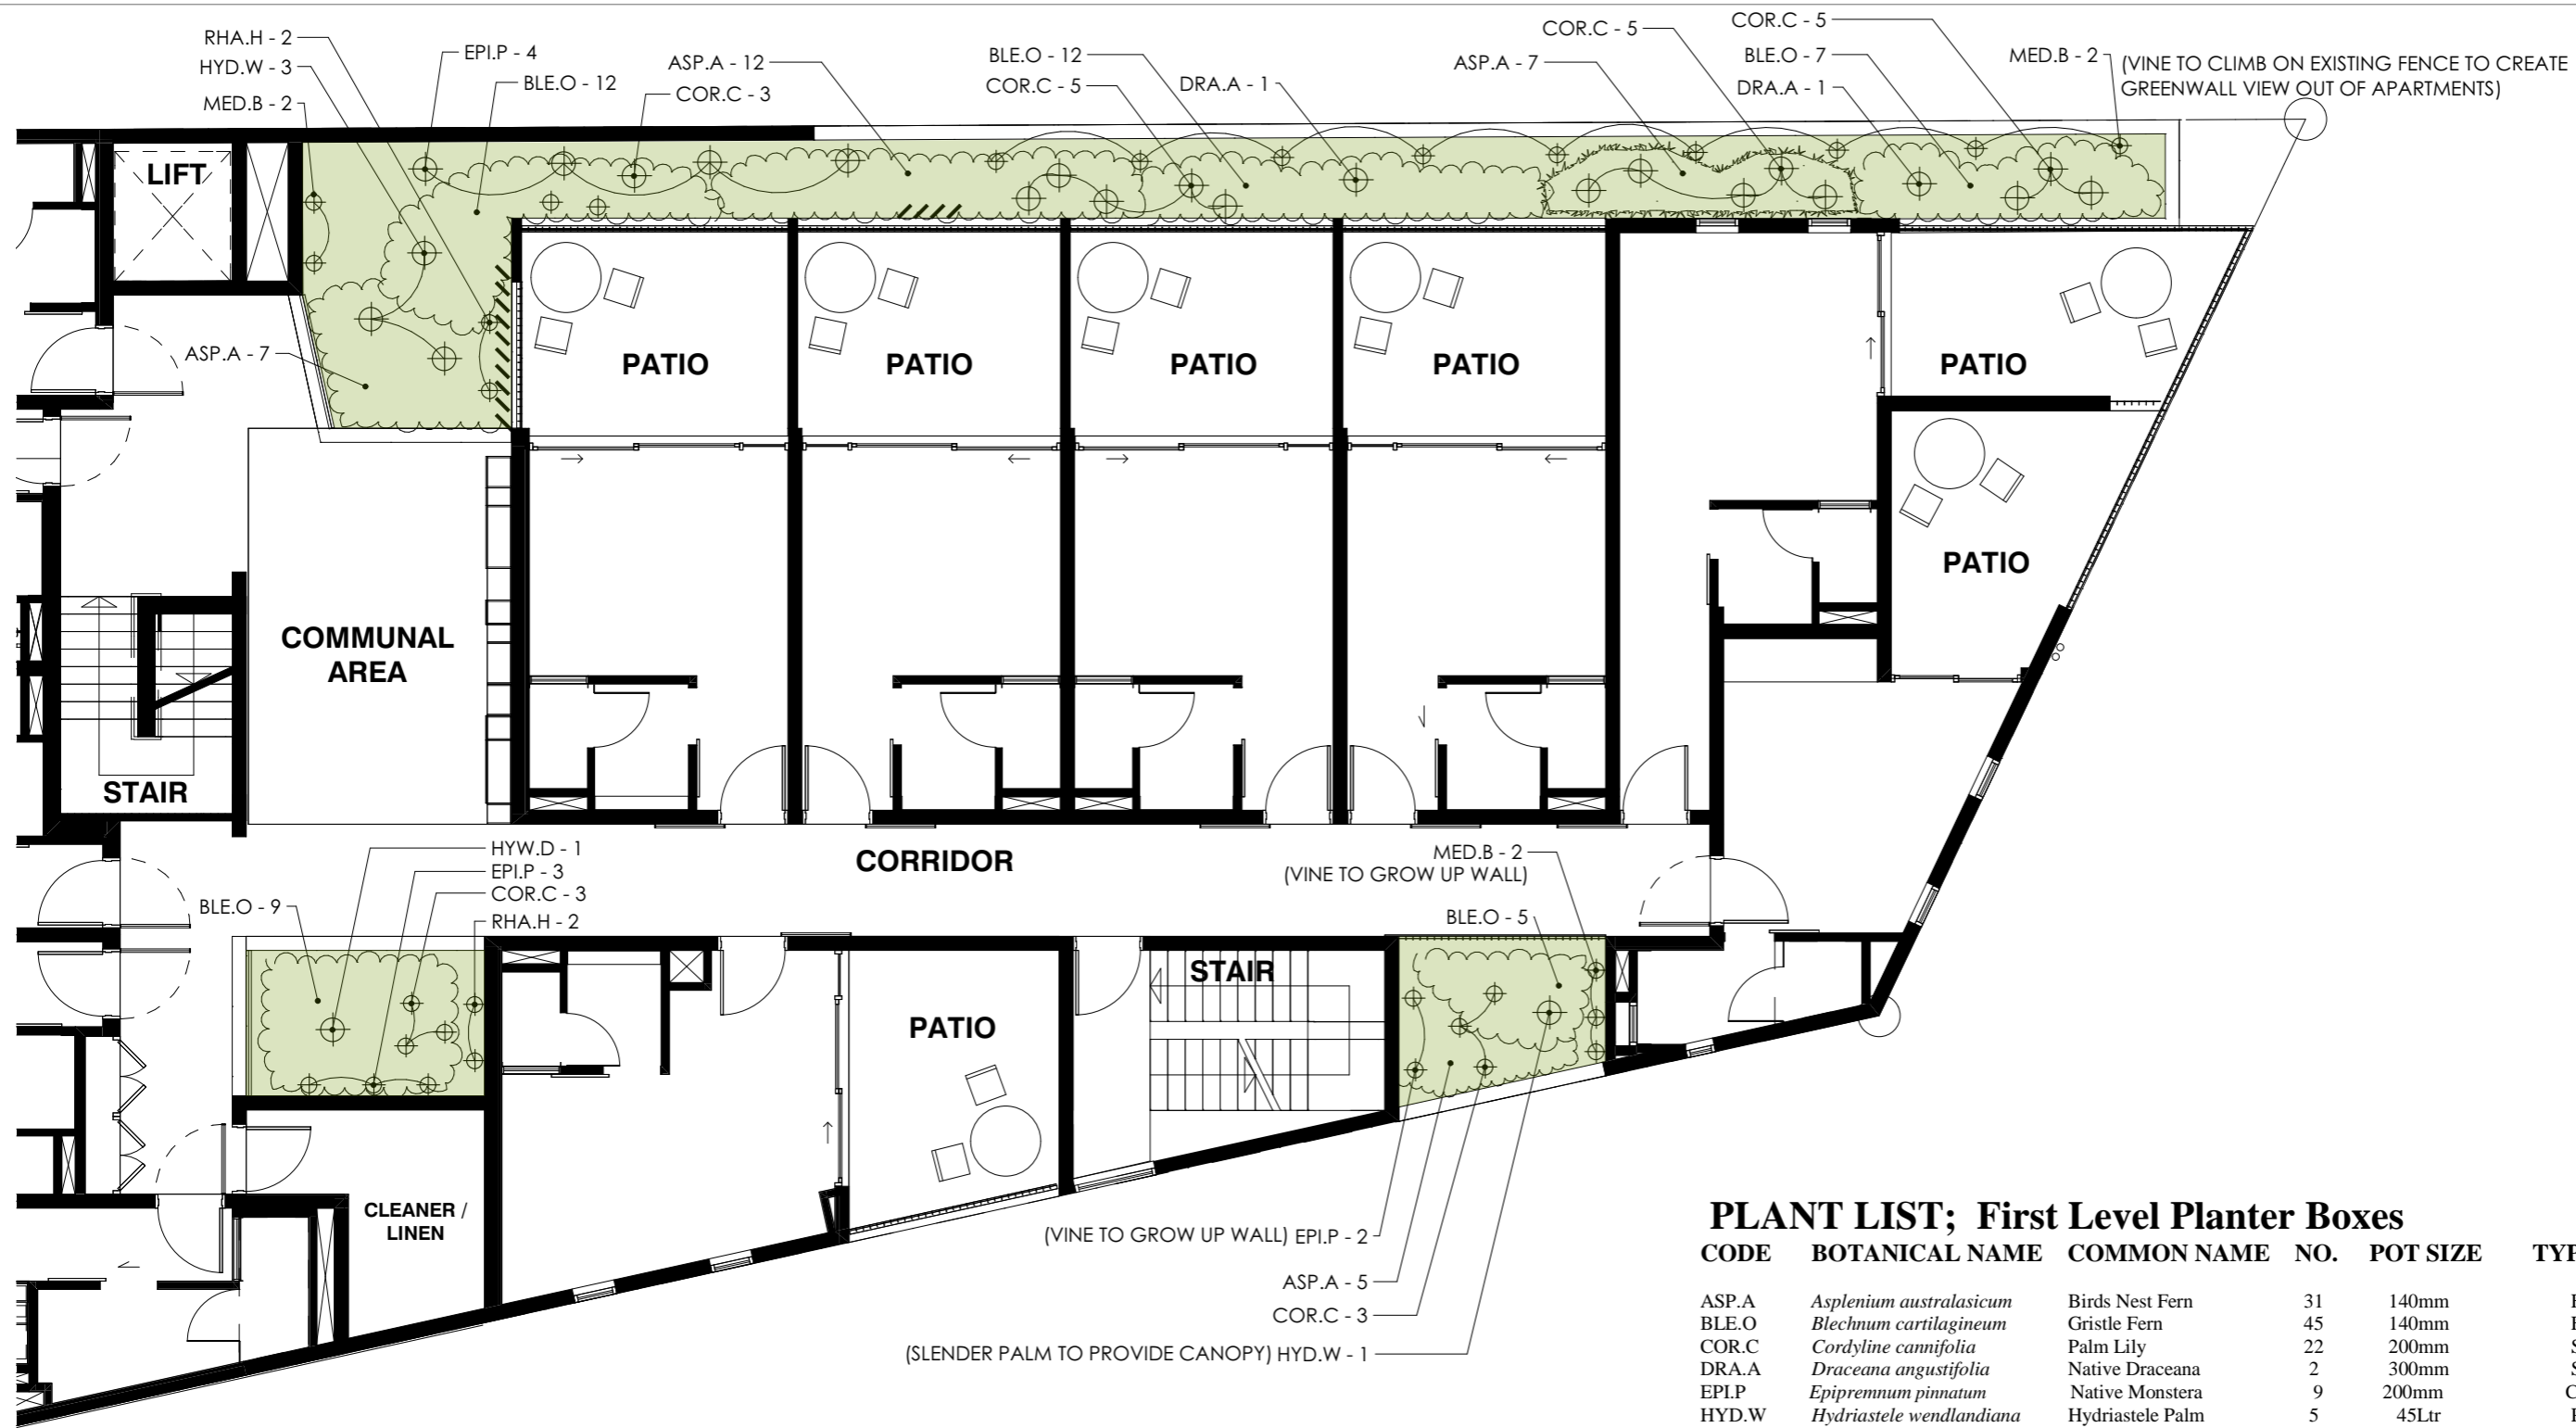 RHA.H - 2
HYD.W - 3
MED.B - 2
EPI.P - 4
BLE.O - 12
ASP.A - 12
COR.C - 3
BLE.O - 12
COR.C - 5
DRA.A - 1
COR.C - 5
ASP.A - 7
COR.C - 5
BLE.O - 7
DRA.A - 1
MED.B - 2
(VINE TO CLIMB ON EXISTING FENCE TO CREATE
GREENWALL VIEW OUT OF APARTMENTS)
LIFT
ASP.A - 7
PATIO
PATIO
PATIO
PATIO
PATIO
PATIO
COMMUNAL
AREA
STAIR
CORRIDOR
HYW.D - 1
EPI.P - 3
COR.C - 3
RHA.H - 2
BLE.O - 9
MED.B - 2
(VINE TO GROW UP WALL)
BLE.O - 5
STAIR
PATIO
CLEANER /
LINEN
(VINE TO GROW UP WALL) EPI.P - 2
ASP.A - 5
COR.C - 3
(SLENDER PALM TO PROVIDE CANOPY) HYD.W - 1
PLANT LIST; First Level Planter Boxes
CODE BOTANICAL NAME COMMON NAME NO. POT SIZE
ASP.A Asplenium australasicum Birds Nest Fern 31 140mm
BLE.O Blechnum cartilagineum Gristle Fern 45 140mm
COR.C Cordyline cannifolia Palm Lily 22 200mm
DRA.A Draceana angustifolia Native Draceana 2 300mm
EPI.P Epipremnum pinnatum Native Monstera 9 200mm
HYD.W Hydriastele wendlandiana Hydriastele Palm 5 45Ltr